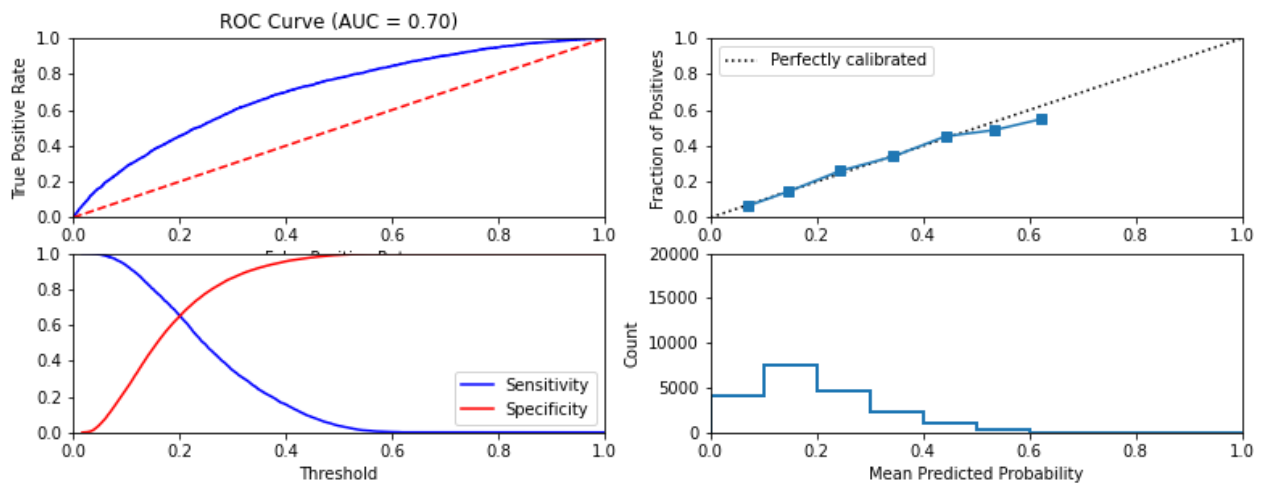 ROC Curve (AUC = 0.70)
True Positive Rate
1.0
0.8
0.6
0.4
0.2
0.0
0.0 0.2 0.4 0.6 0.8 1.0
Fraction of Positives
1.0
0.8
0.6
0.4
0.2
0.0
Perfectly calibrated
0.0 0.2 0.4 0.6 0.8 1.0
1.0
0.8
0.6
0.4
0.2
0.0
Sensitivity
Specificity
0.0 0.2 0.4 0.6 0.8 1.0
Threshold
Count
20000
15000
10000
5000
0
0.0 0.2 0.4 0.6 0.8 1.0
Mean Predicted Probability